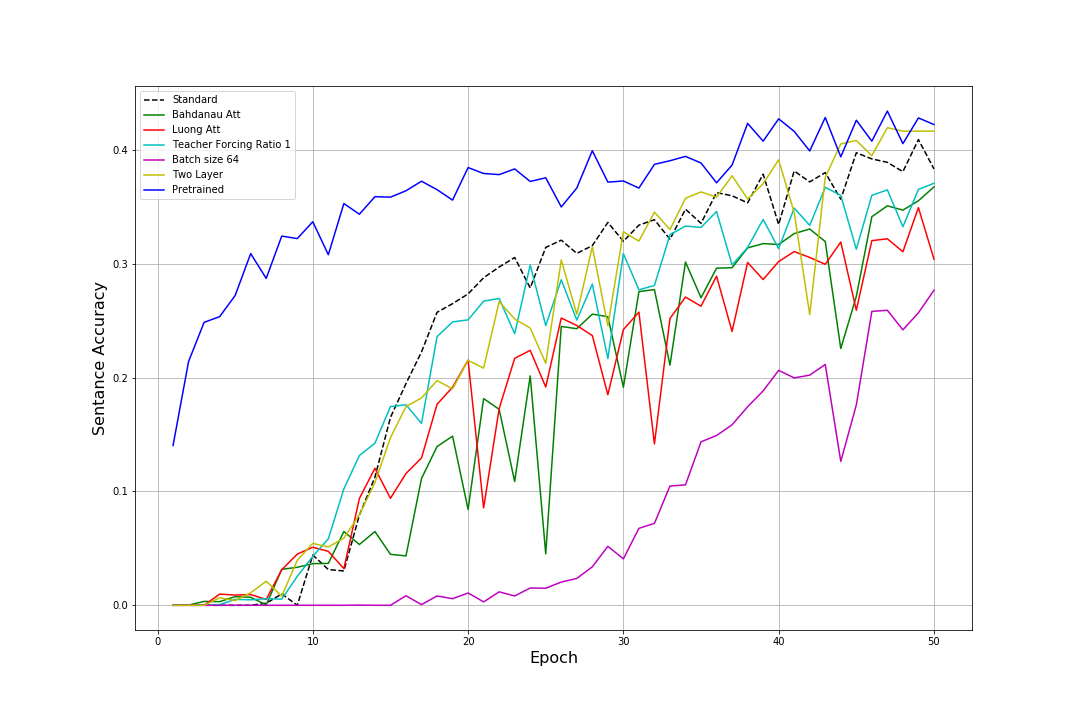 Standard
Bahdanau Att
Luong Att
Teacher Forcing Ratio 1
Batch size 64
Two Layer
Pretrained
0.4
0.3
0.2
0.1
0.0
Sentance Accuracy
0 10 20 30 40 50
Epoch